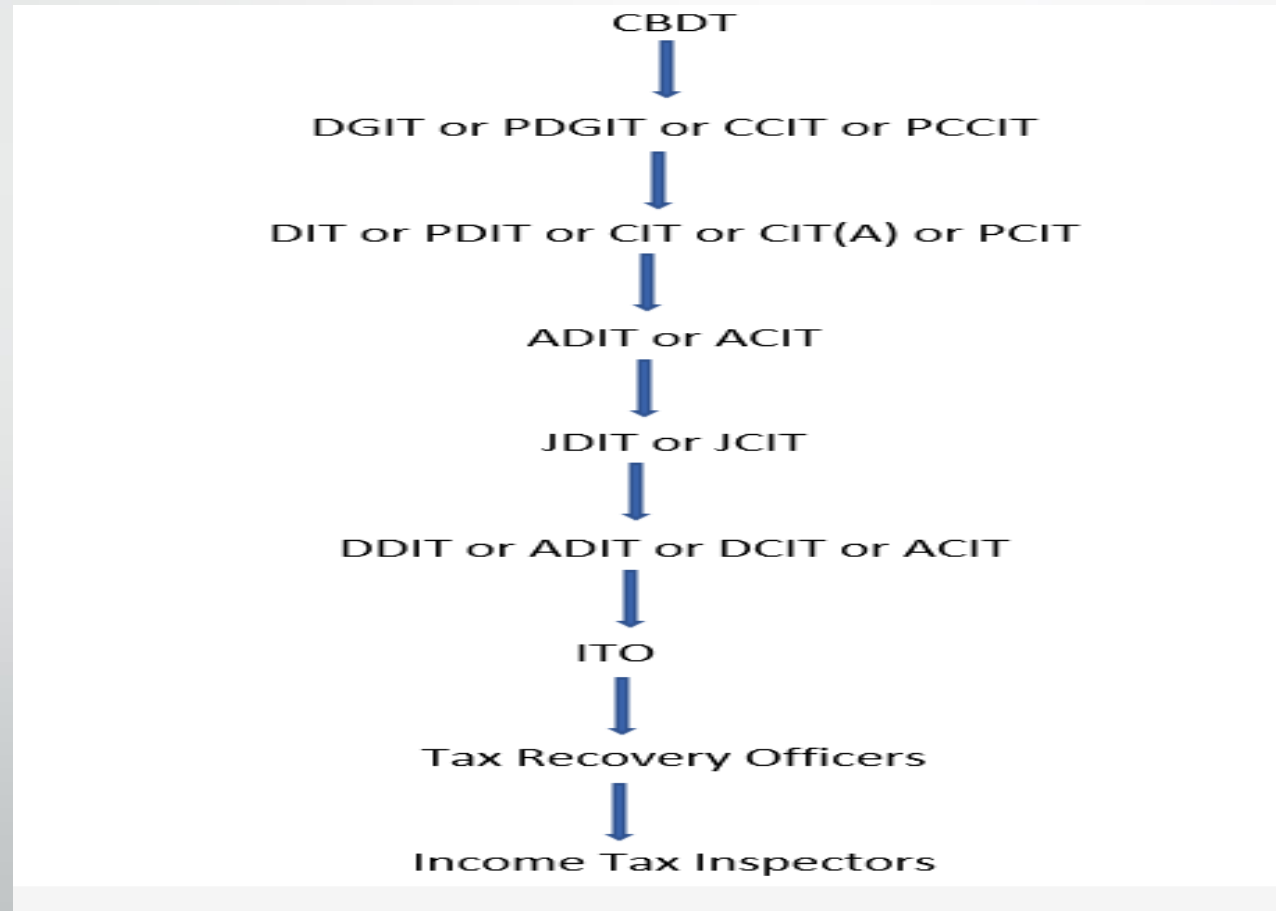 CBDT
DGIT or PDGIT or CCIT or PCCIT
DIT or PDIT or CIT or CIT(A) or PCIT
ADIT or ACIT
JDIT or JCIT
DDIT or ADIT or DCIT or ACIT
ITO
Tax Recovery Officers
Income Tax Inspectors